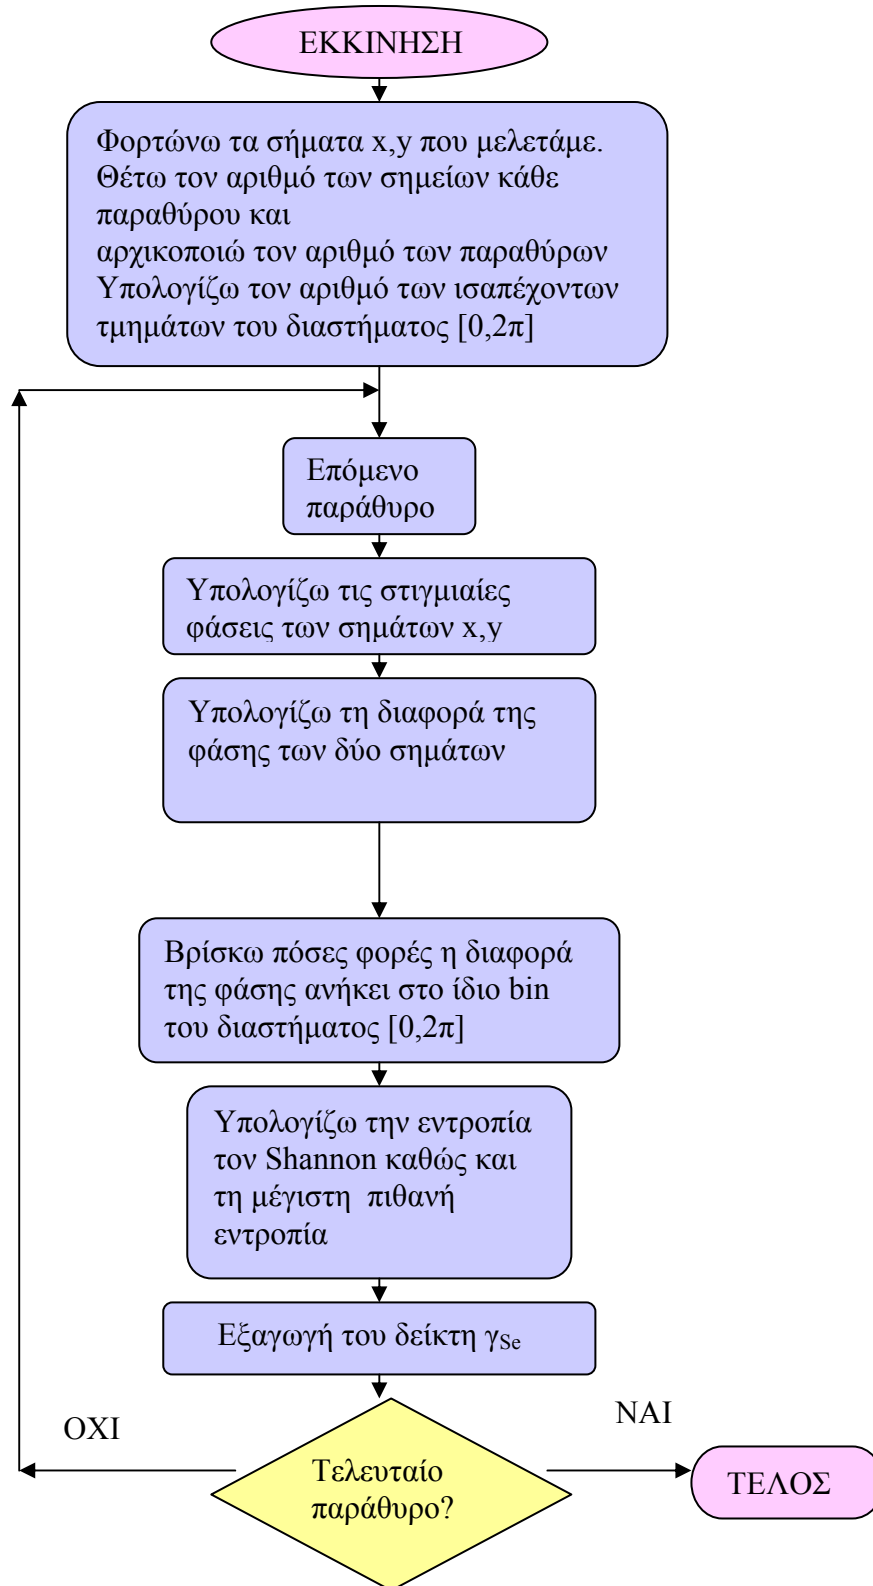 ΕΚΚΙΝΗΣΗ
Φορτώνω τα σήματα x,y που μελετάμε.
Θέτω τον αριθμό των σημείων κάθε
παραθύρου και
αρχικοποιώ τον αριθμό των παραθύρων
Υπολογίζω τον αριθμό των ισαπέχοντων
τμημάτων του διαστήματος [0,2π]
Επόμενο
παράθυρο
Υπολογίζω τις στιγμιαίες
φάσεις των σημάτων x,y
Υπολογίζω τη διαφορά της
φάσης των δύο σημάτων
Βρίσκω πόσες φορές η διαφορά
της φάσης ανήκει στο ίδιο bin
του διαστήματος [0,2π]
Υπολογίζω την εντροπία
τον Shannon καθώς και
τη μέγιστη πιθανή
εντροπία
Εξαγωγή του δείκτη γSe
ΟΧΙ
ΝΑΙ
Τελευταίο
παράθυρο?
ΤΕΛΟΣ